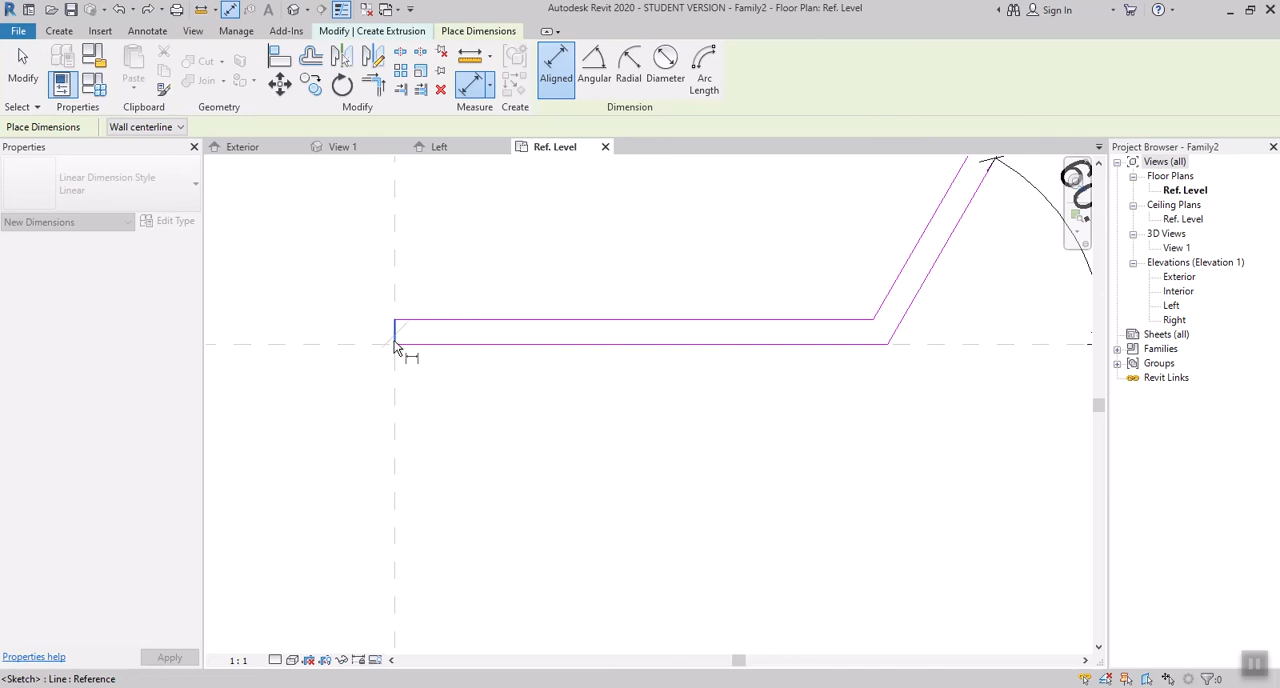 Autodesk Revit 2020 - STUDENT VERSION - Family2 - Floor Plan: Ref. Level
Sign In
File Create Insert Annotate View Manage Add-Ins Modify | Create Extrusion Place Dimensions
Modify Paste Cut Join Aligned Angular Radial Diameter Arc Length
Select Properties Clipboard Geometry Modify Measure Create Dimension
Place Dimensions Wall centerline
Properties
Exterior View 1 Left Ref. Level
Project Browser - Family2
Linear Dimension Style
Linear
New Dimensions Edit Type
Views (all)
Floor Plans
Ref. Level
Ceiling Plans
Ref. Level
3D Views
View 1
Elevations (Elevation 1)
Exterior
Interior
Left
Right
Sheets (all)
Families
Groups
Revit Links
Properties help Apply
1 : 1
<Sketch> : Line : Reference
:0